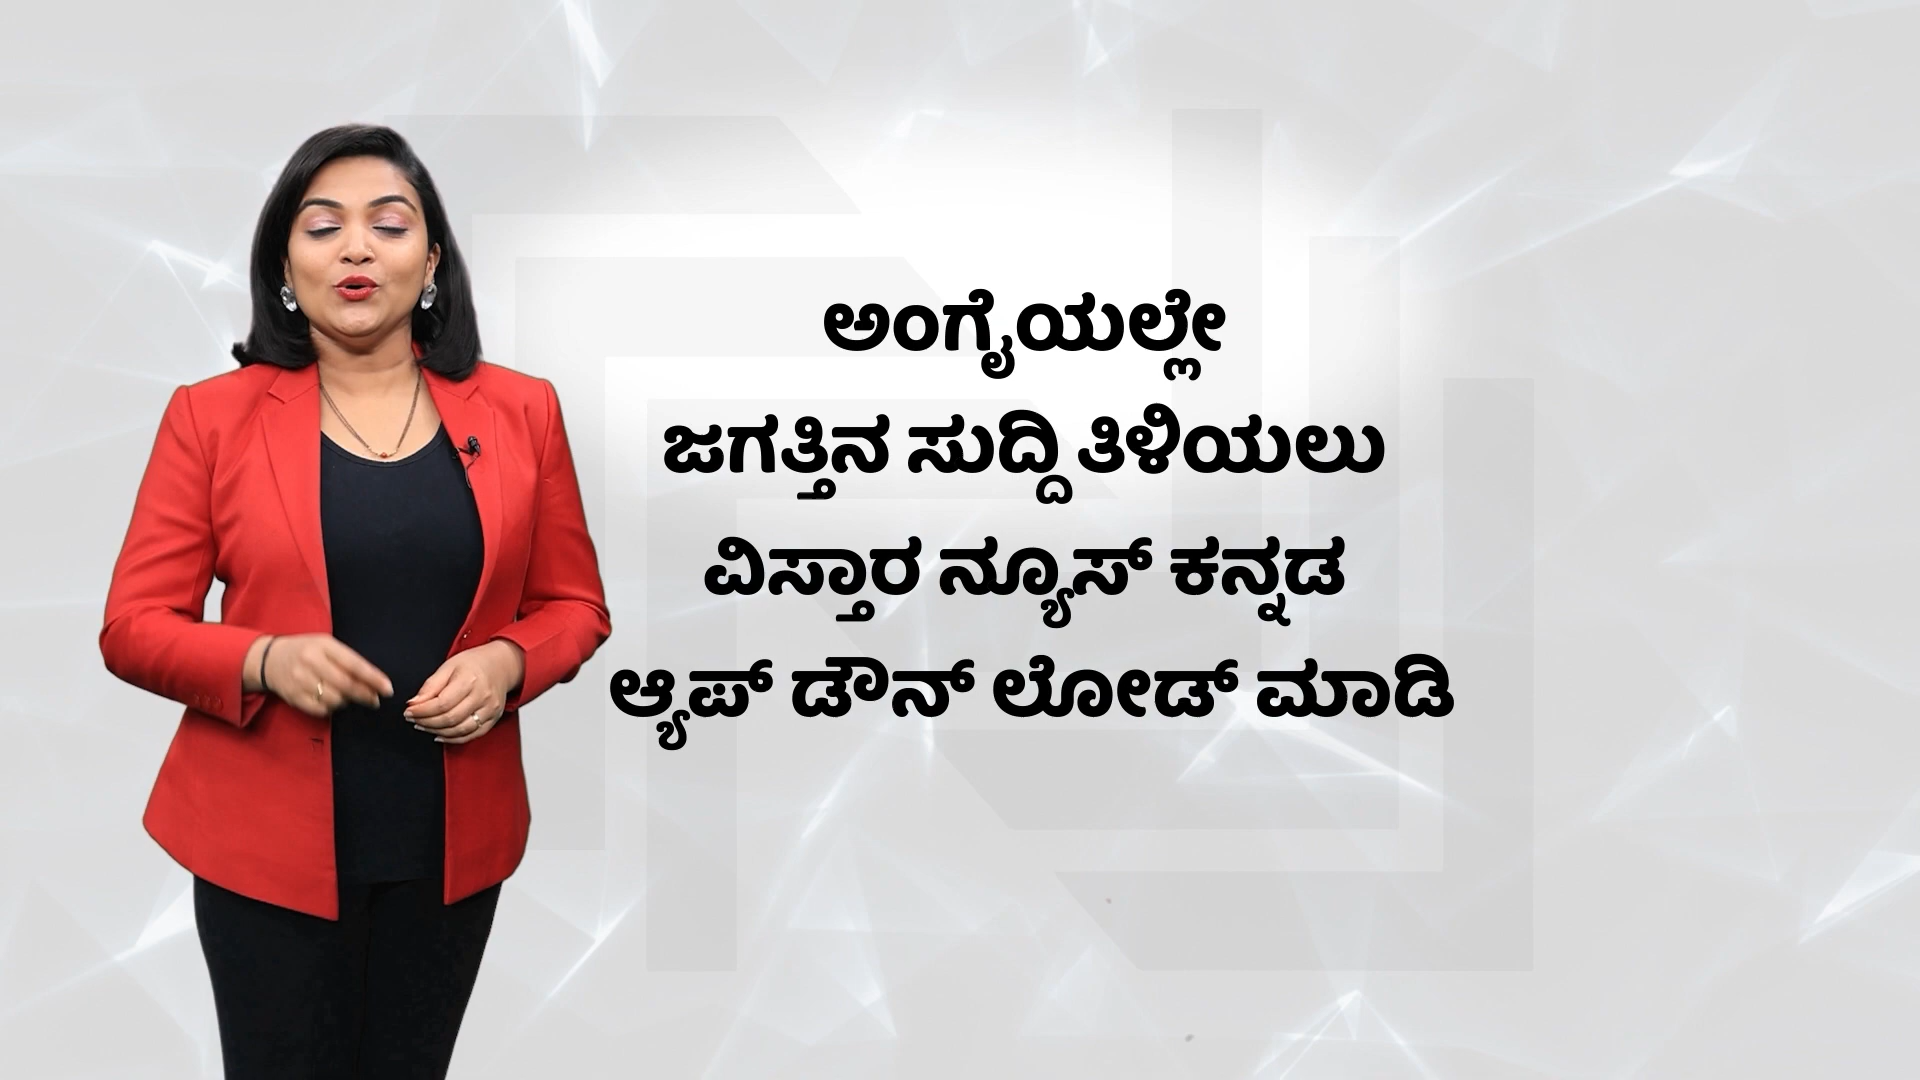 ಅಂಗೈಯಲ್ಲೇ
ಜಗತ್ತಿನ ಸುದ್ದಿ ತಿಳಿಯಲು
ವಿಸ್ತಾರ ನ್ಯೂಸ್ ಕನ್ನಡ
ಆ್ಯಪ್ ಡೌನ್ ಲೋಡ್ ಮಾಡಿ